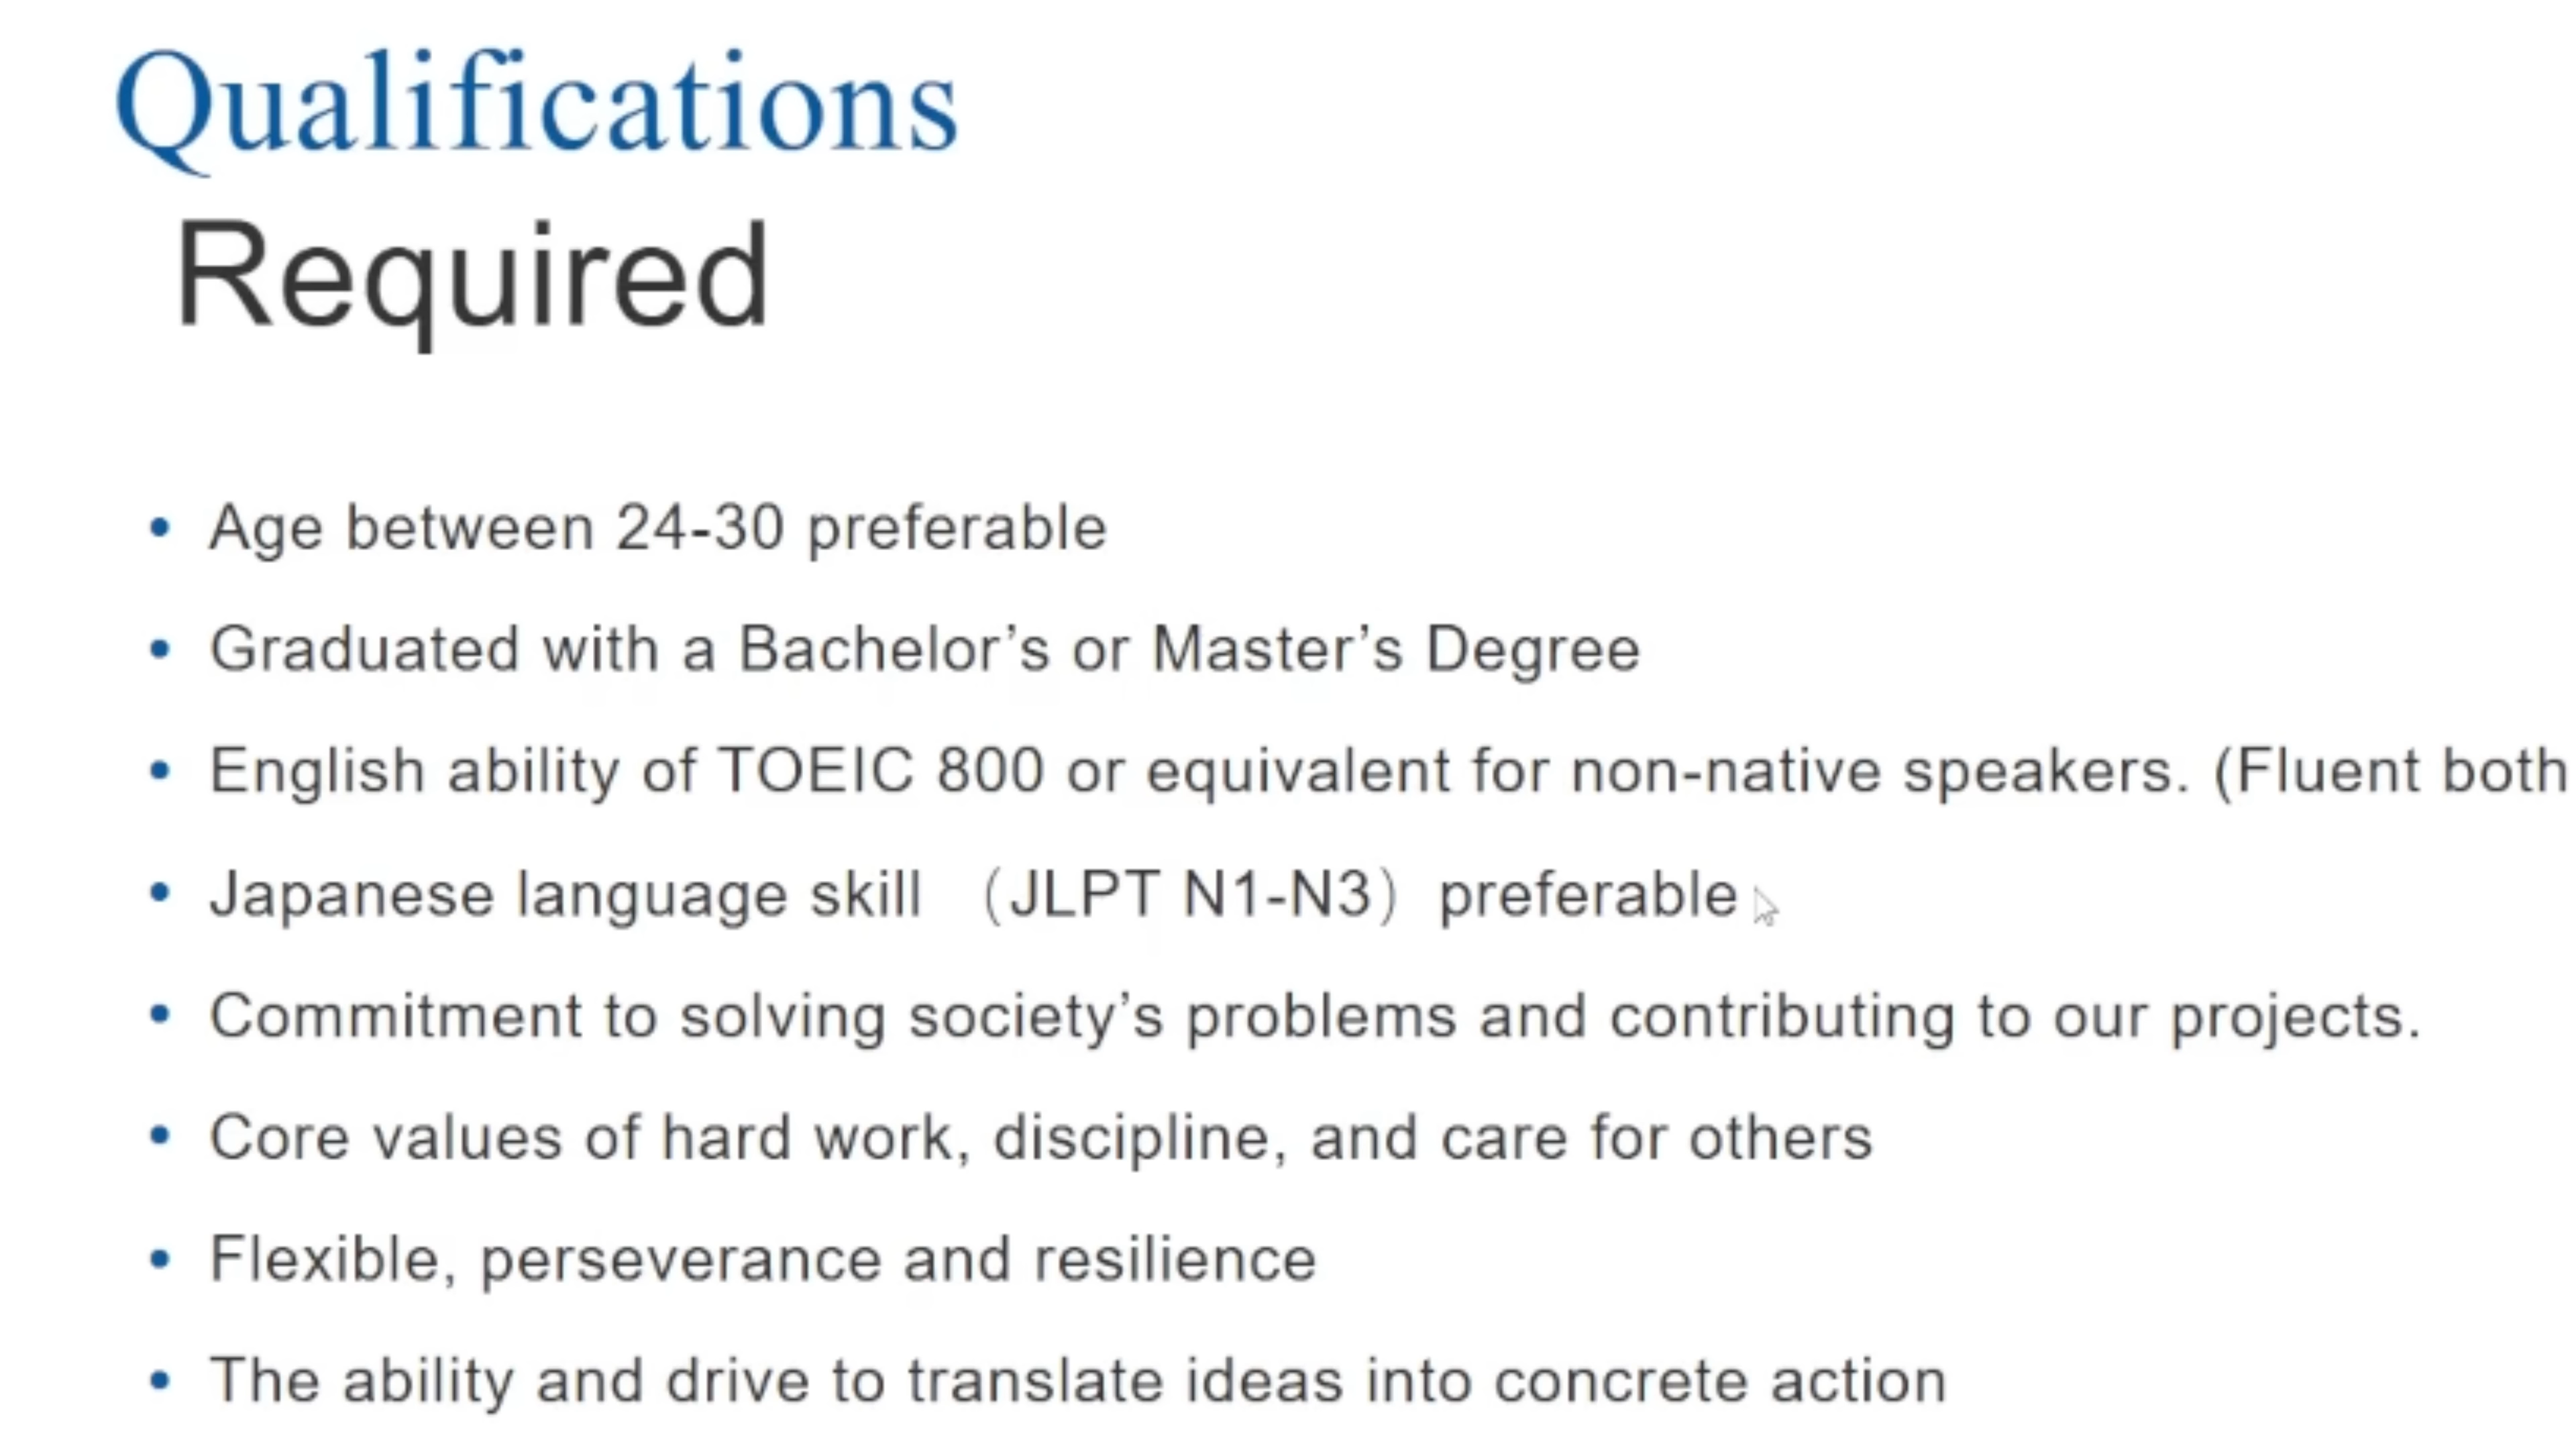 Qualifications
Required
• Age between 24-30 preferable
• Graduated with a Bachelor’s or Master’s Degree
• English ability of TOEIC 800 or equivalent for non-native speakers. (Fluent both
• Japanese language skill （JLPT N1-N3）preferable
• Commitment to solving society’s problems and contributing to our projects.
• Core values of hard work, discipline, and care for others
• Flexible, perseverance and resilience
• The ability and drive to translate ideas into concrete action